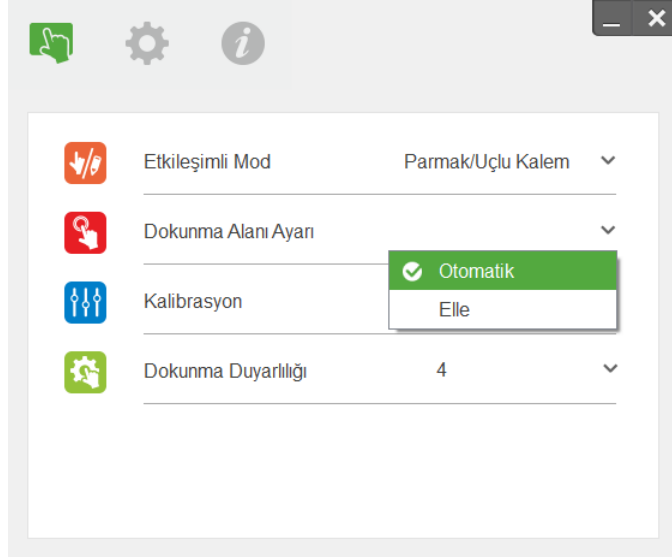 Etkileşimli Mod Parmak/Uçlu Kalem
Dokunma Alanı Ayarı
Otomatik
Kalibrasyon
Elle
Dokunma Duyarlılığı 4